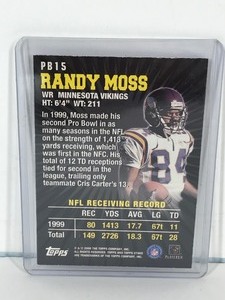 PB15
RANDY MOSS
WR MINNESOTA VIKINGS
HT: 6'4" WT: 211
In 1999, Moss made his
second Pro Bowl in as
many seasons in the NFL
on the strength of 1,413
yards receiving, which
was first in the NFC. His
total of 12 TD receptions
tied for second in the
league, trailing only
teammate Cris Carter's 13.
84
NFL RECEIVING RECORD
REC YDS AVG LG TD
1999 80 1413 17.7 67t 11
Total 149 2726 18.3 67t 28
TOPPS
NFL
PLAYERS